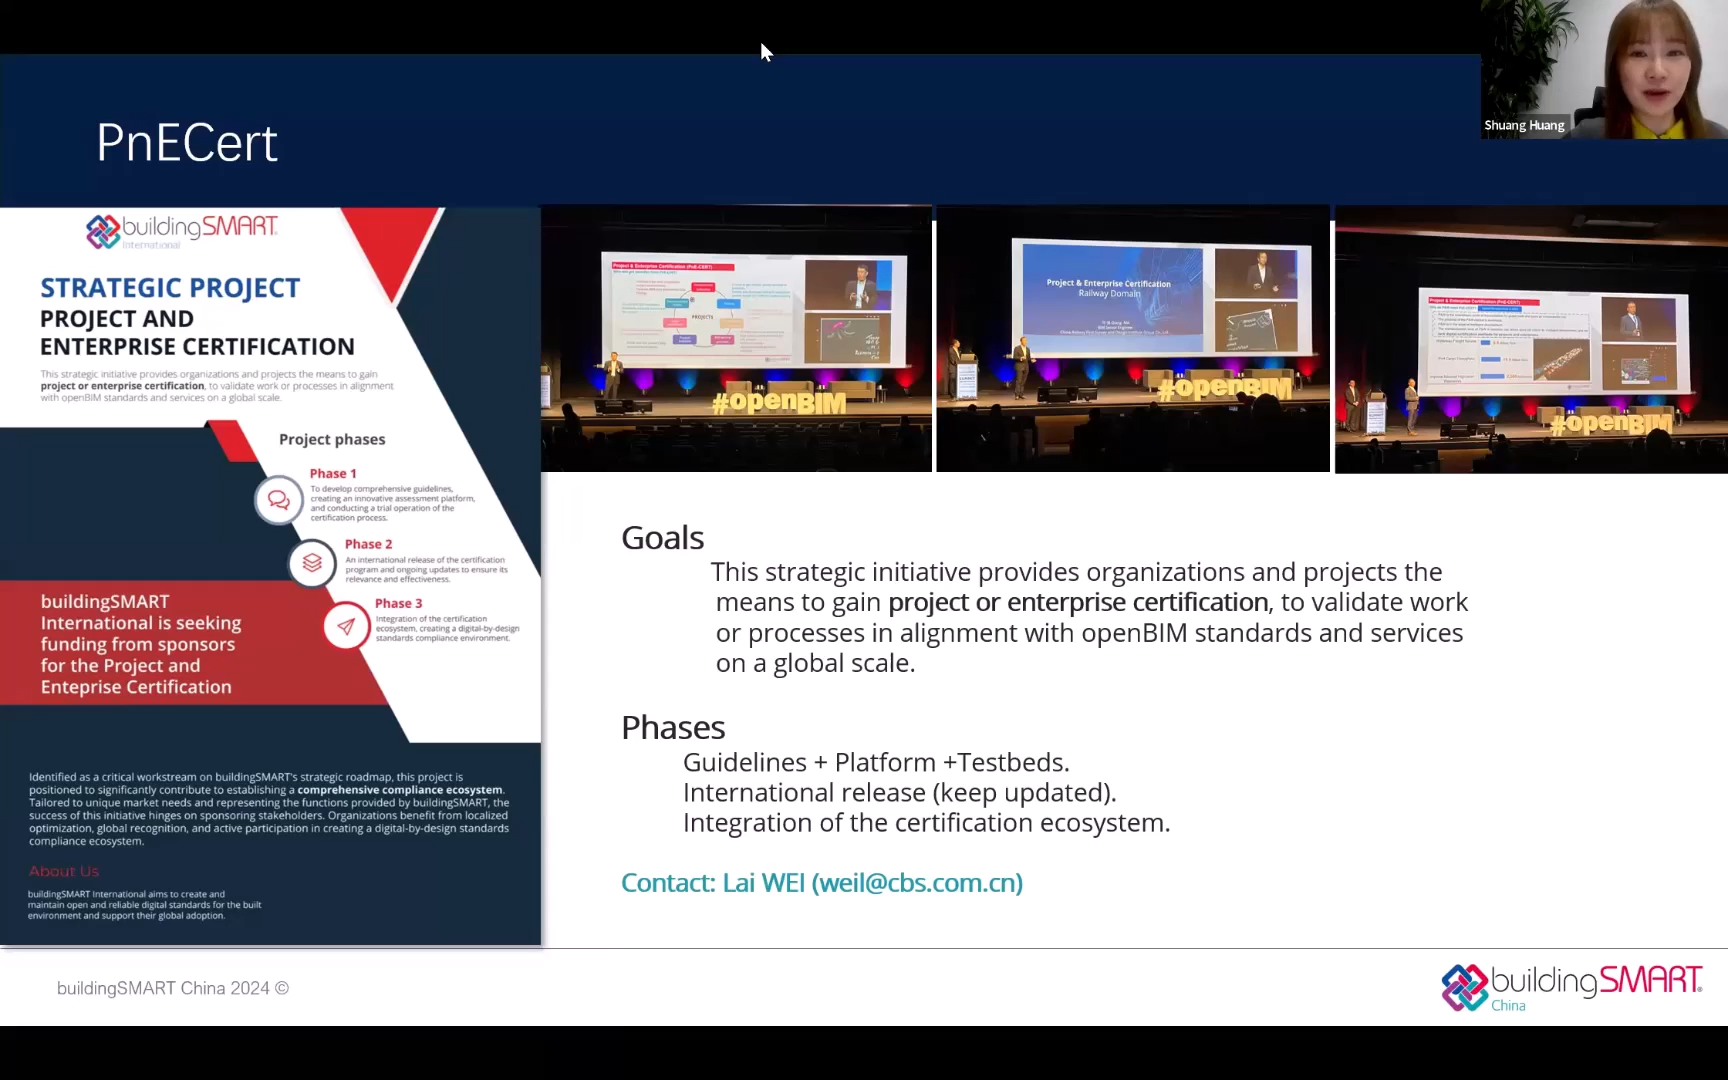 Shuang Huang
PnECert
buildingSMART
International
STRATEGIC PROJECT
PROJECT AND
ENTERPRISE CERTIFICATION
This strategic initiative provides organizations and projects the means to gain
project or enterprise certification, to validate work or processes in alignment
with openBIM standards and services on a global scale.
Project phases
Phase 1
To develop comprehensive guidelines,
creating an innovative assessment platform,
and conducting a trial operation of the
certification process.
Phase 2
An international release of the certification
program and ongoing updates to ensure its
relevance and effectiveness.
Phase 3
Integration of the certification
ecosystem, creating a digital-by-design
standards compliance environment.
buildingSMART
International is seeking
funding from sponsors
for the Project and
Enteprise Certification
Identified as a critical workstream on buildingSMART's strategic roadmap, this project is
positioned to significantly contribute to establishing a comprehensive compliance ecosystem.
Tailored to unique market needs and representing the functions provided by buildingSMART, the
success of this initiative hinges on sponsoring stakeholders. Organizations benefit from localized
optimization, global recognition, and active participation in creating a digital-by-design standards
compliance ecosystem.
About Us
buildingSMART International aims to create and
maintain open and reliable digital standards for the built
environment and support their global adoption.
Project & Enterprise Certification (PnE-CERT)
PROJECTS
#openBIM
Project & Enterprise Certification
Railway Domain
#openBIM
Project & Enterprise Certification (PnE-CERT)
#openBIM
Goals
This strategic initiative provides organizations and projects the
means to gain project or enterprise certification, to validate work
or processes in alignment with openBIM standards and services
on a global scale.
Phases
Guidelines + Platform +Testbeds.
International release (keep updated).
Integration of the certification ecosystem.
Contact: Lai WEI (weil@cbs.com.cn)
buildingSMART China 2024 ©
buildingSMART
China